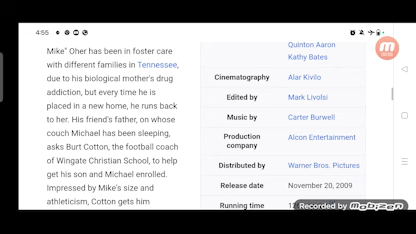 4:55
Mike" Oher has been in foster care
with different families in Tennessee,
due to his biological mother's drug
addiction, but every time he is
placed in a new home, he runs back
to her. His friend's father, on whose
couch Michael has been sleeping,
asks Burt Cotton, the football coach
of Wingate Christian School, to help
get his son and Michael enrolled.
Impressed by Mike's size and
athleticism, Cotton gets him
Quinton Aaron
Kathy Bates
Cinematography Alar Kivilo
Edited by Mark Livolsi
Music by Carter Burwell
Production Alcon Entertainment
company
Distributed by Warner Bros. Pictures
Release date November 20, 2009
Running time
Recorded by Mobizen